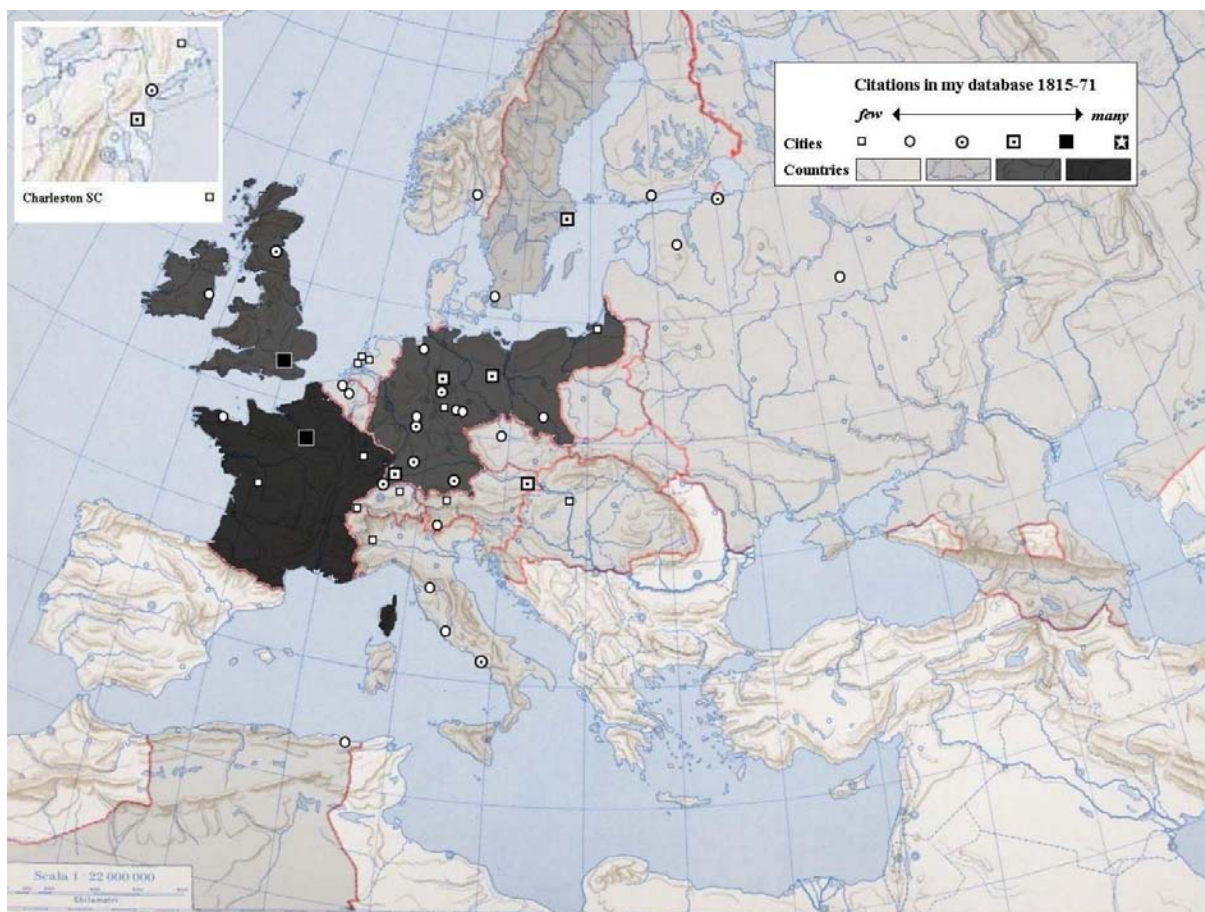 Citations in my database 1815-71
few many
Cities
Countries
Charleston SC
Scala 1 : 22 000 000
Chilometri